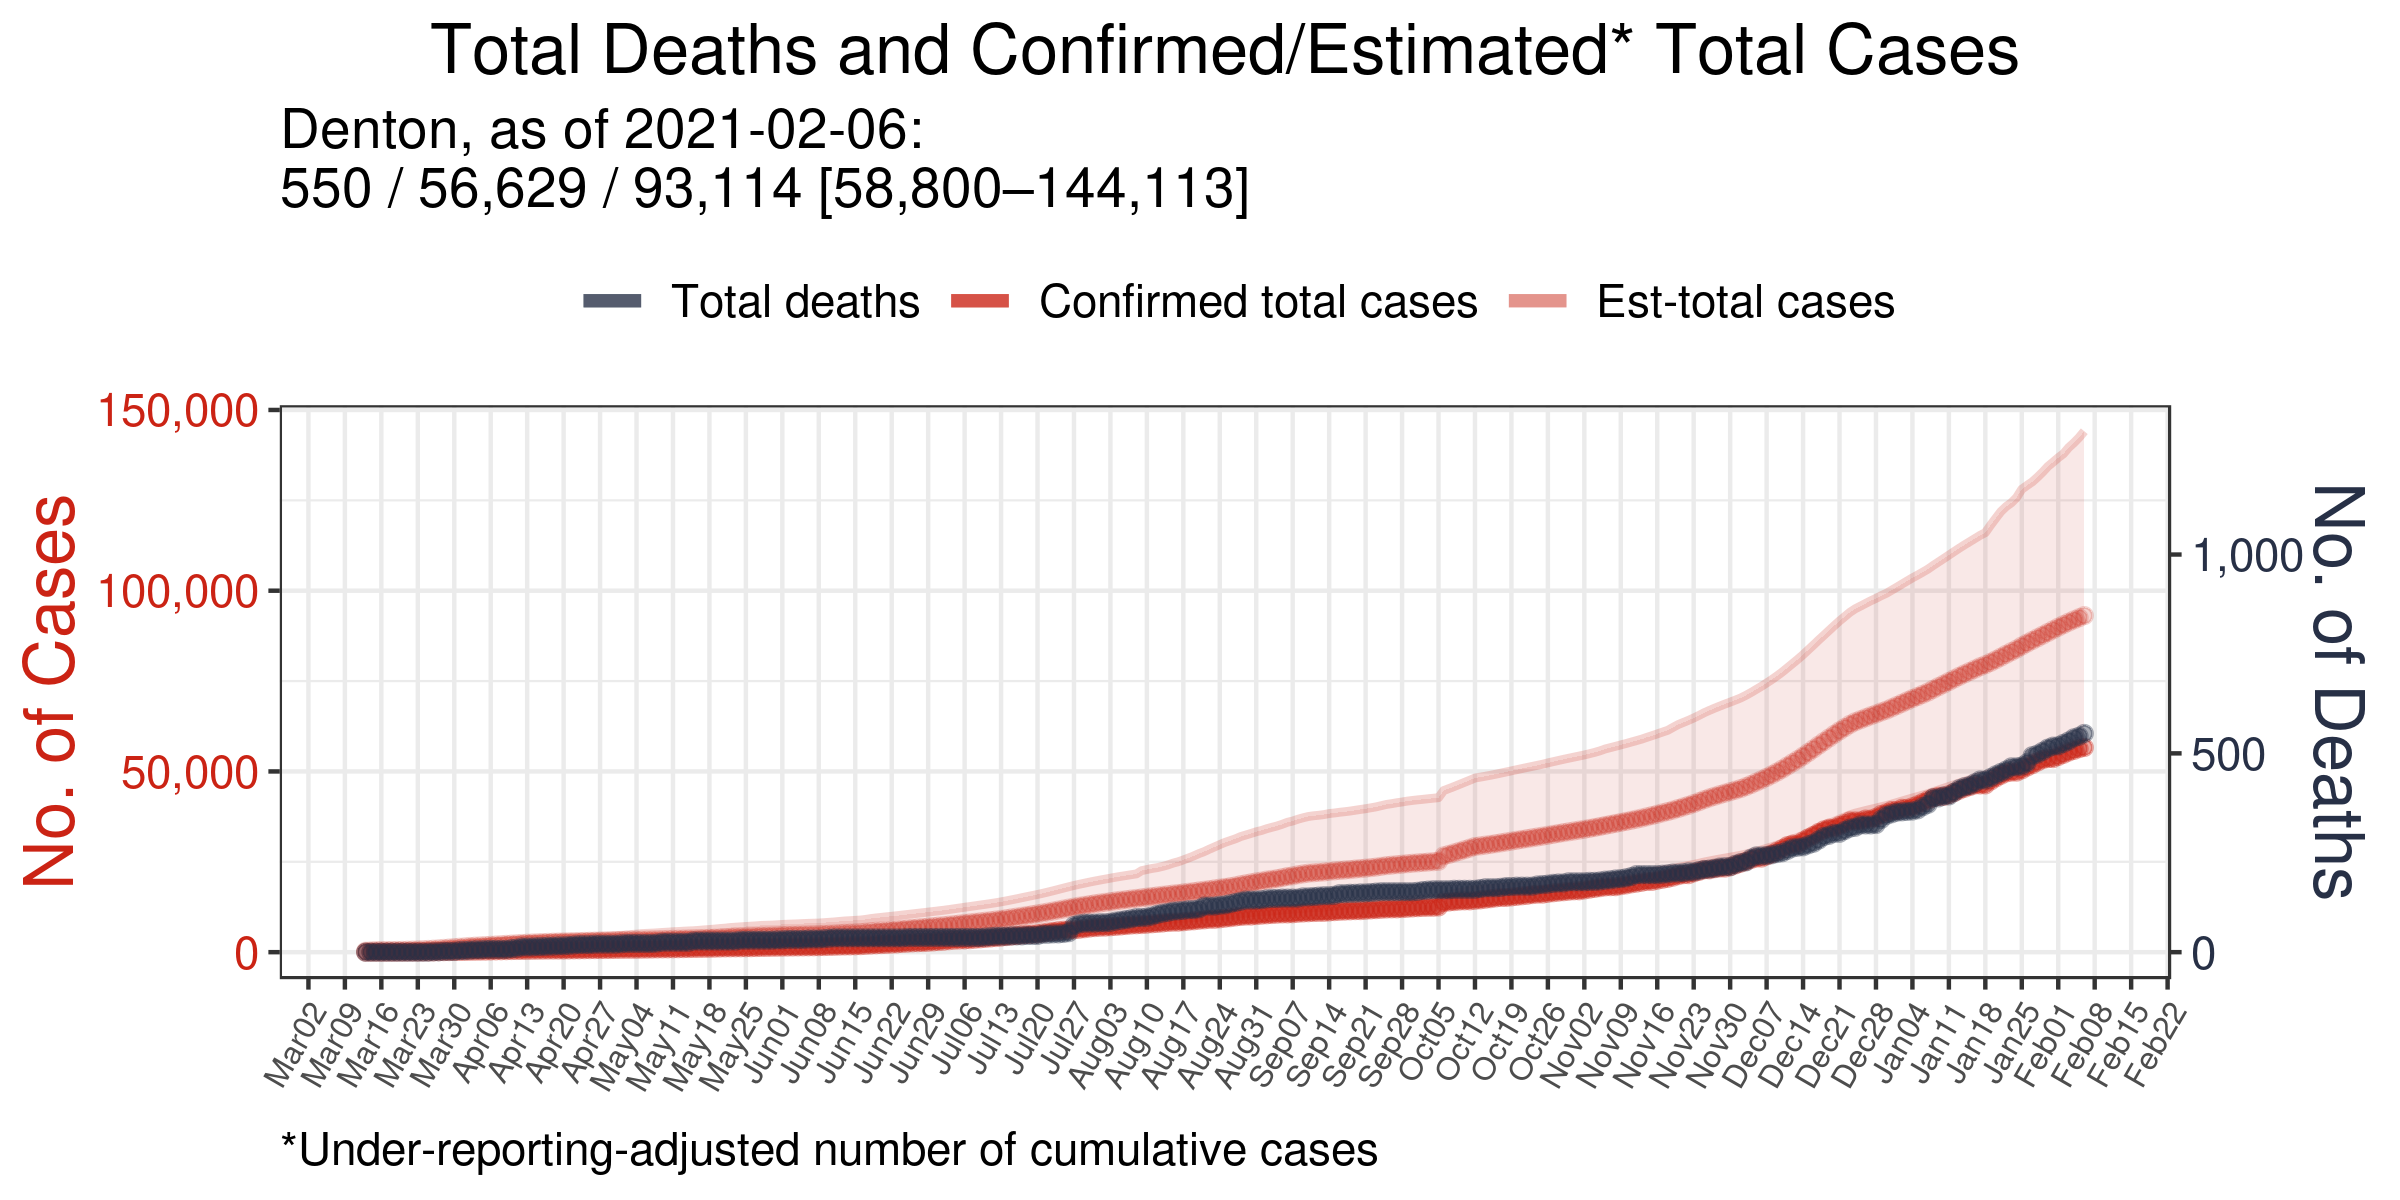 Total Deaths and Confirmed/Estimated* Total Cases
Denton, as of 2021-02-06:
550 / 56,629 / 93,114 [58,800–144,113]
Total deaths
Confirmed total cases
Est-total cases
No. of Cases
150,000
100,000
50,000
0
No. of Deaths
1,000
500
0
Mar02
Mar09
Mar16
Mar23
Mar30
Apr06
Apr13
Apr20
Apr27
May04
May11
May18
May25
Jun01
Jun08
Jun15
Jun22
Jun29
Jul06
Jul13
Jul20
Jul27
Aug03
Aug10
Aug17
Aug24
Aug31
Sep07
Sep14
Sep21
Sep28
Oct05
Oct12
Oct19
Oct26
Nov02
Nov09
Nov16
Nov23
Nov30
Dec07
Dec14
Dec21
Dec28
Jan04
Jan11
Jan18
Jan25
Feb01
Feb08
Feb15
Feb22
*Under-reporting-adjusted number of cumulative cases